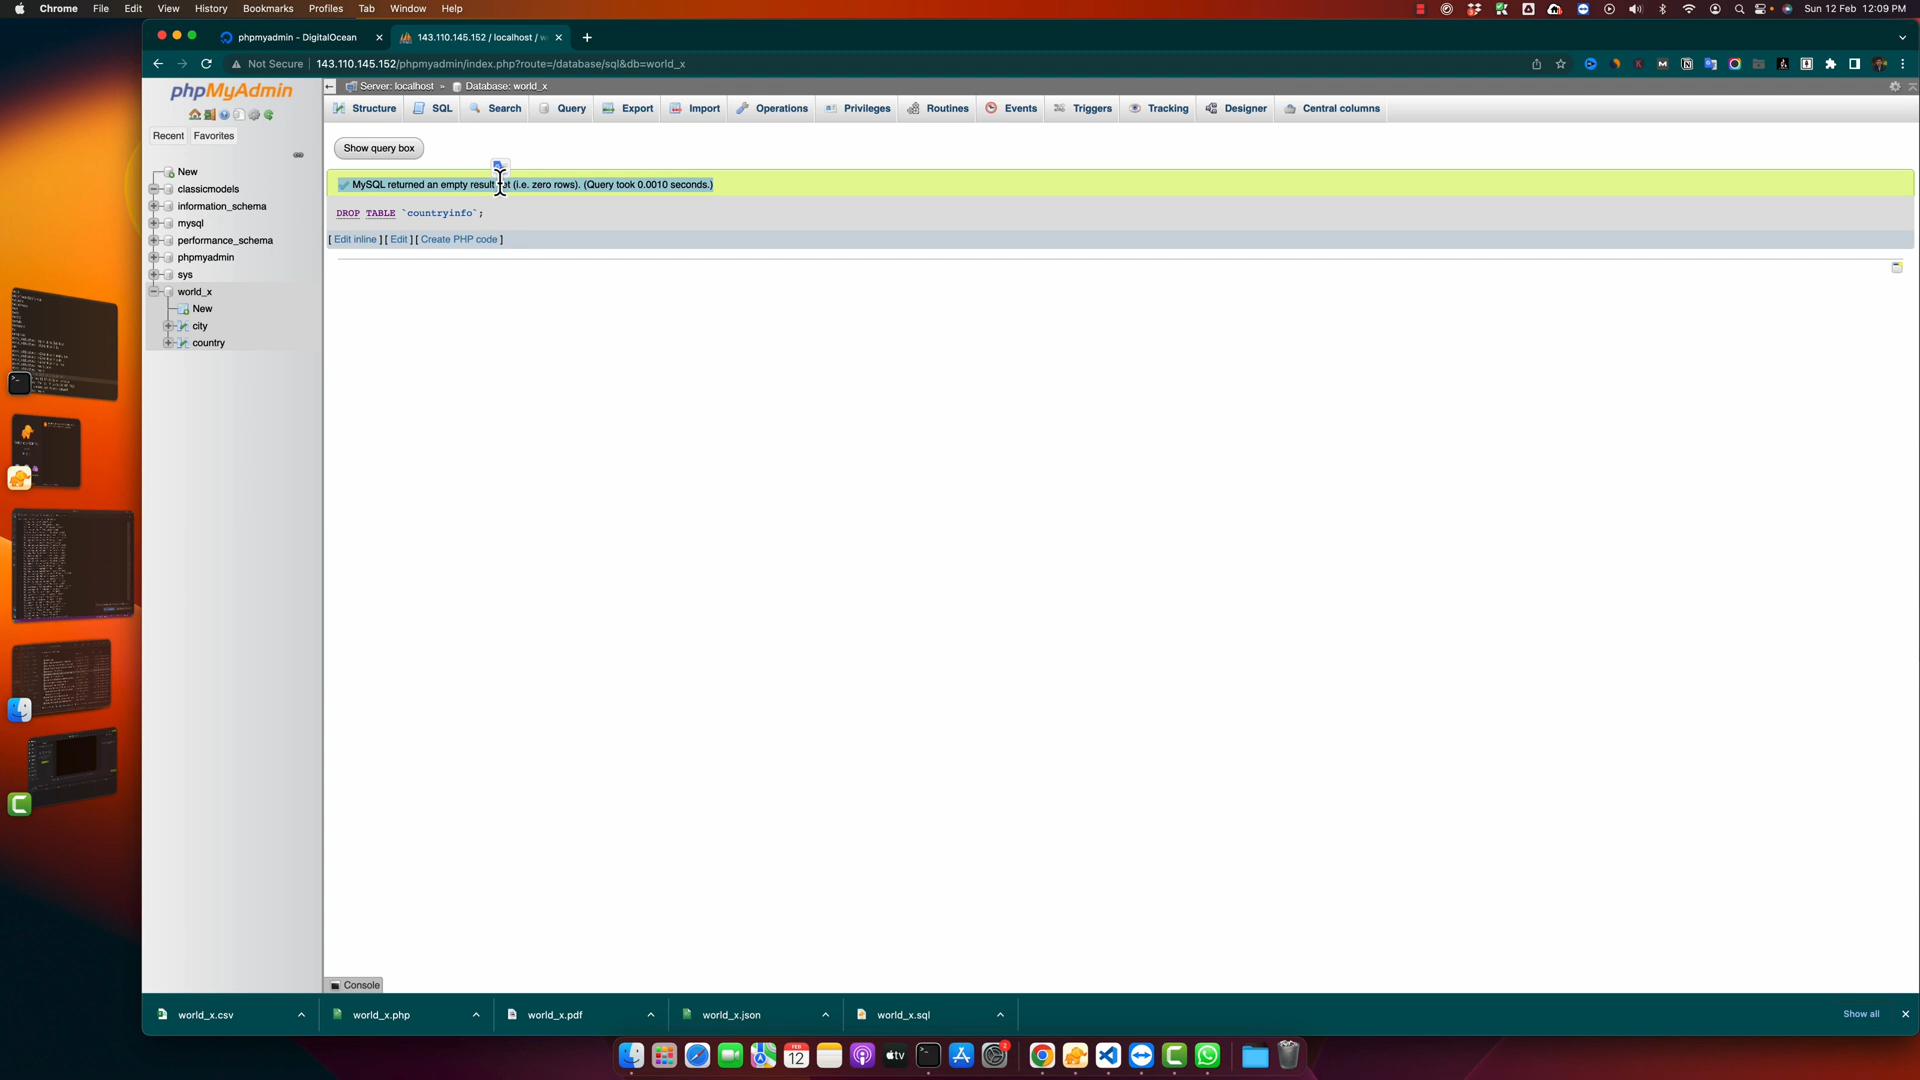 Chrome File Edit View History Bookmarks Profiles Tab Window Help
2
Sun 12 Feb 12:09 PM
phpmyadmin - DigitalOcean
143.110.145.152 / localhost / w
Not Secure 143.110.145.152/phpmyadmin/index.php?route=/database/sql&db=world_x
phpMyAdmin
Recent Favorites
New
classicmodels
information_schema
mysql
performance_schema
phpmyadmin
sys
world_x
New
city
country
Server: localhost » Database: world_x
Structure SQL Search Query Export Import Operations Privileges Routines Events Triggers Tracking Designer Central columns
Show query box
MySQL returned an empty result set (i.e. zero rows). (Query took 0.0010 seconds.)
DROP TABLE `countryinfo`;
[ Edit inline ] [ Edit ] [ Create PHP code ]
Console
world_x.csv world_x.php world_x.pdf world_x.json world_x.sql Show all
FEB
12
tv
2